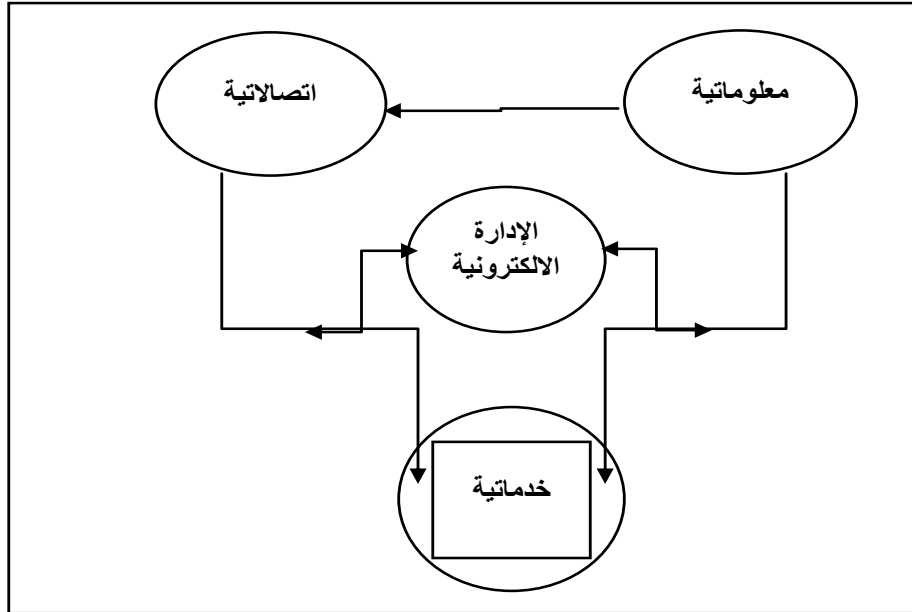 معلوماتية
اتصالاتية
الإدارة
الالكترونية
خدماتية